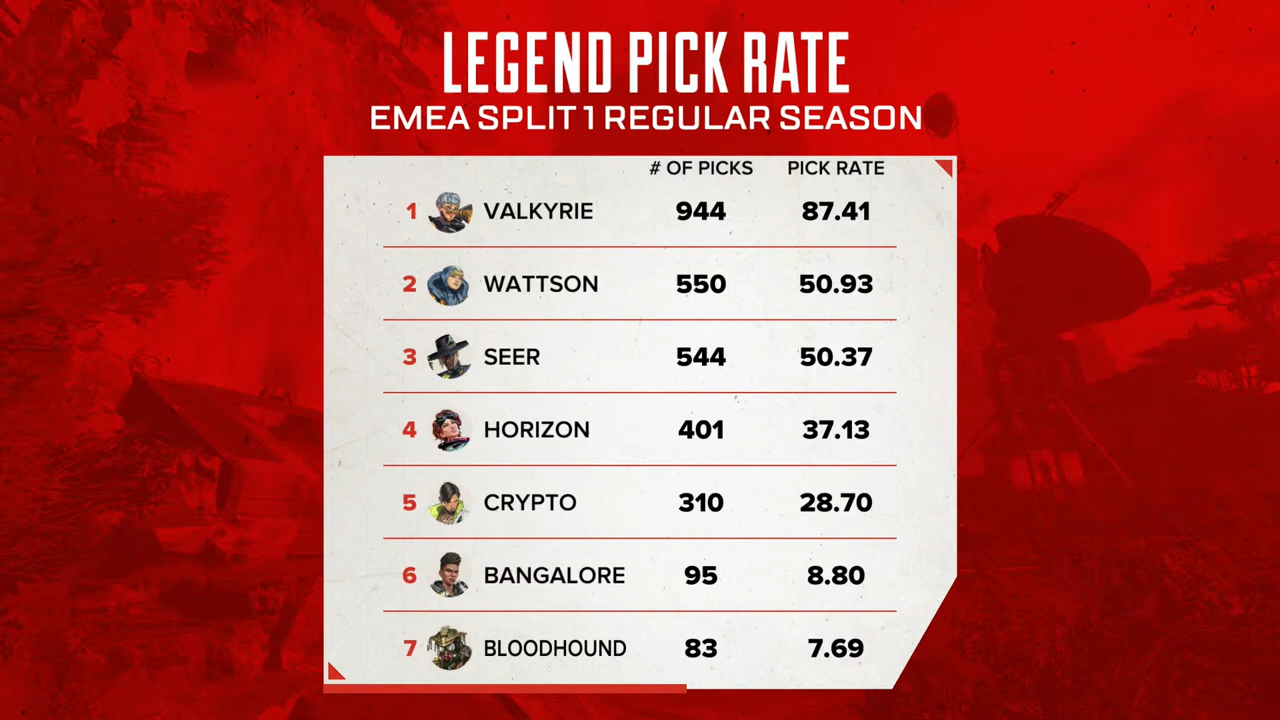 LEGEND PICK RATE
EMEA SPLIT 1 REGULAR SEASON
# OF PICKS PICK RATE
1 VALKYRIE 944 87.41
2 WATTSON 550 50.93
3 SEER 544 50.37
4 HORIZON 401 37.13
5 CRYPTO 310 28.70
6 BANGALORE 95 8.80
7 BLOODHOUND 83 7.69